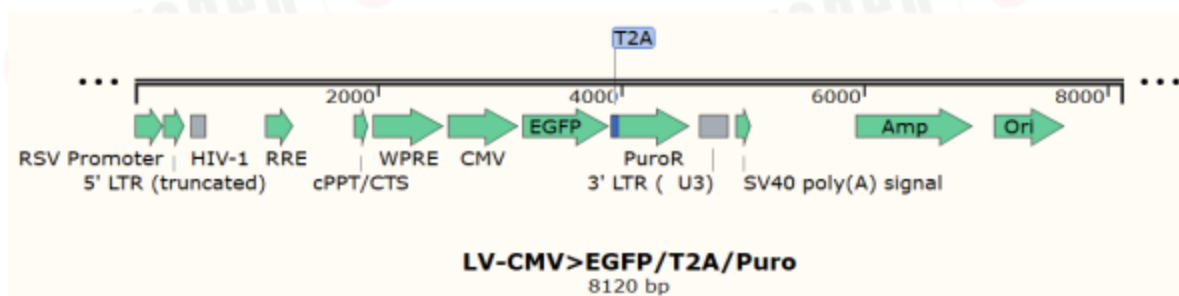 T2A
2000 4000 6000 8000
EGFP Amp Ori
RSV Promoter HIV-1 RRE WPRE CMV PuroR
5' LTR (truncated) cPPT/CTS 3' LTR ( U3) SV40 poly(A) signal
LV-CMV>EGFP/T2A/Puro
8120 bp